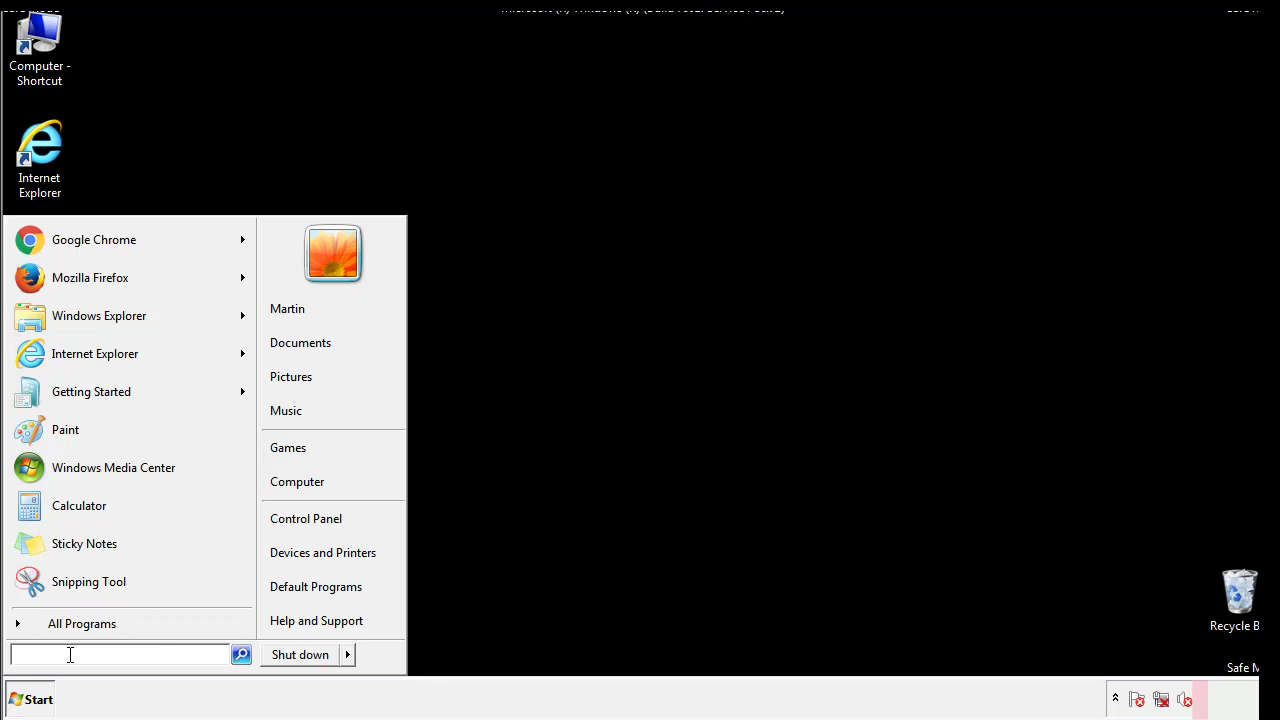 Computer -
Shortcut
Internet
Explorer
Google Chrome
Mozilla Firefox
Windows Explorer
Internet Explorer
Getting Started
Paint
Windows Media Center
Calculator
Sticky Notes
Snipping Tool
All Programs
Martin
Documents
Pictures
Music
Games
Computer
Control Panel
Devices and Printers
Default Programs
Help and Support
Shut down
Recycle B
Safe M
Start